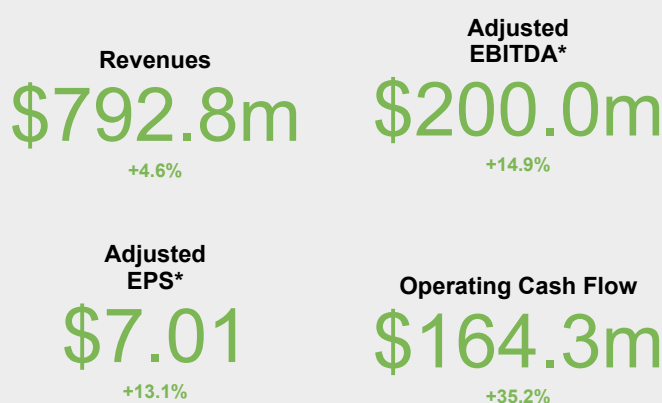 Revenues
$792.8m
+4.6%
Adjusted
EBITDA*
$200.0m
+14.9%
Adjusted
EPS*
$7.01
+13.1%
Operating Cash Flow
$164.3m
+35.2%